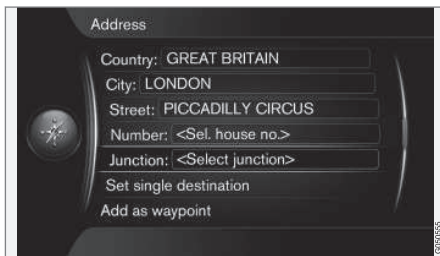 Address
Country: GREAT BRITAIN
City: LONDON
Street: PICCADILLY CIRCUS
Number: <Sel. house no.>
Junction: <Select junction>
Set single destination
Add as waypoint
G050555